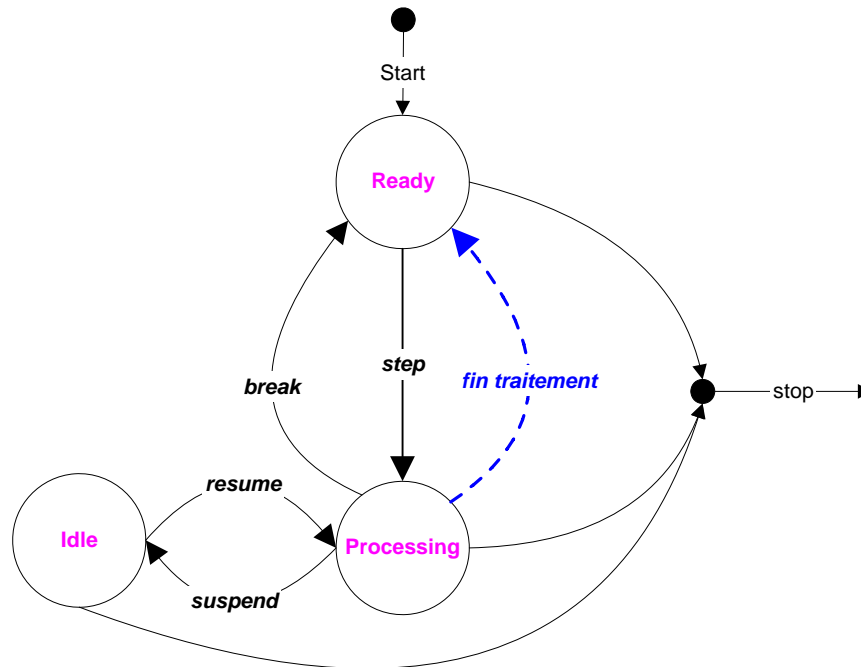 Start
Ready
step
fin traitement
break
stop
resume
Idle
Processing
suspend